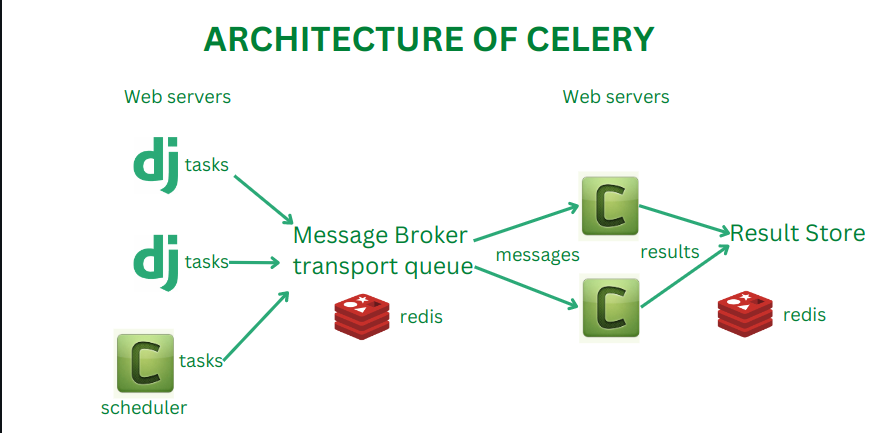 ARCHITECTURE OF CELERY
Web servers
Web servers
dj tasks
dj tasks
C tasks
scheduler
Message Broker
transport queue
redis
messages
C
C
results
Result Store
redis